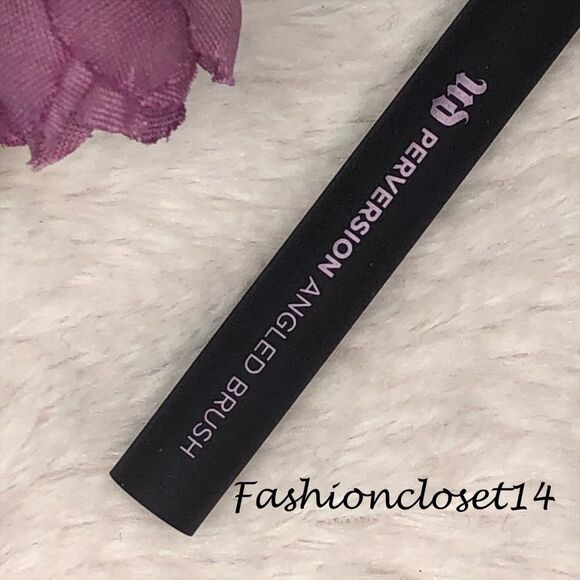 UD PERVERSION ANGLED BRUSH
Fashioncloset14